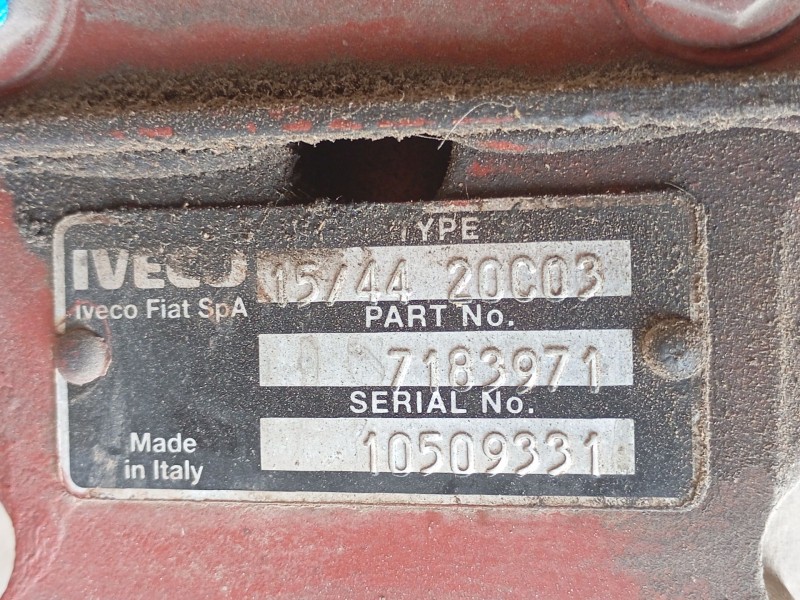 TYPE
IVECO 15/44 20C03
Iveco Fiat SpA
PART No.
7183971
SERIAL No.
Made 10509331
in Italy